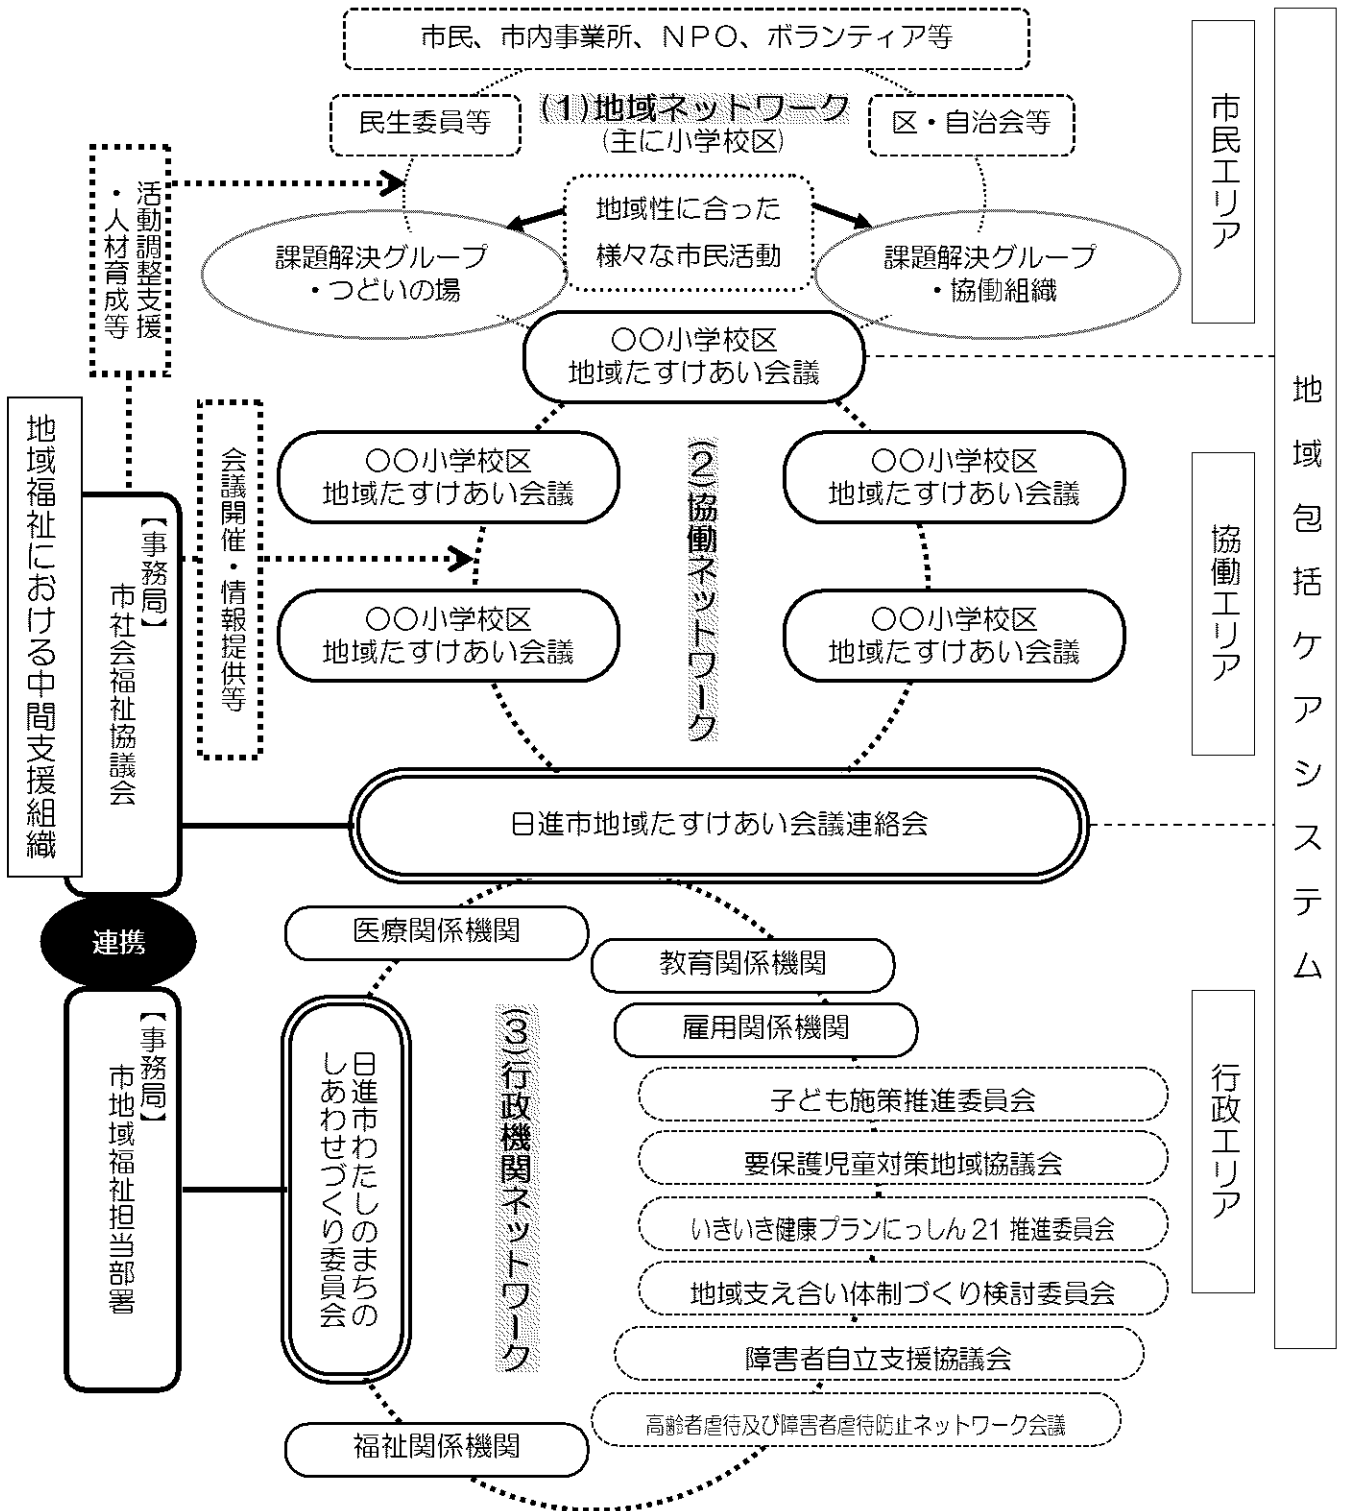 市民、市内事業所、NPO、ボランティア等
(1)地域ネットワーク
(主に小学校区)
民生委員等
区・自治会等
市民エリア
活動調整支援
・人材育成等
地域性に合った
様々な市民活動
課題解決グループ
・つどいの場
課題解決グループ
・協働組織
〇〇小学校区
地域たすけあい会議
地域包括ケアシステム
地域福祉における中間支援組織
【事務局】
市社会福祉協議会
会議開催・情報提供等
〇〇小学校区
地域たすけあい会議
〇〇小学校区
地域たすけあい会議
(2)協働ネットワーク
協働エリア
〇〇小学校区
地域たすけあい会議
〇〇小学校区
地域たすけあい会議
日進市地域たすけあい会議連絡会
連携
医療関係機関
教育関係機関
雇用関係機関
【事務局】
市地域福祉担当部署
日進市わたしのまちの
しあわせづくり委員会
(3)行政機関ネットワーク
行政エリア
子ども施策推進委員会
要保護児童対策地域協議会
いきいき健康プランにっしん21推進委員会
地域支え合い体制づくり検討委員会
障害者自立支援協議会
高齢者虐待及び障害者虐待防止ネットワーク会議
福祉関係機関